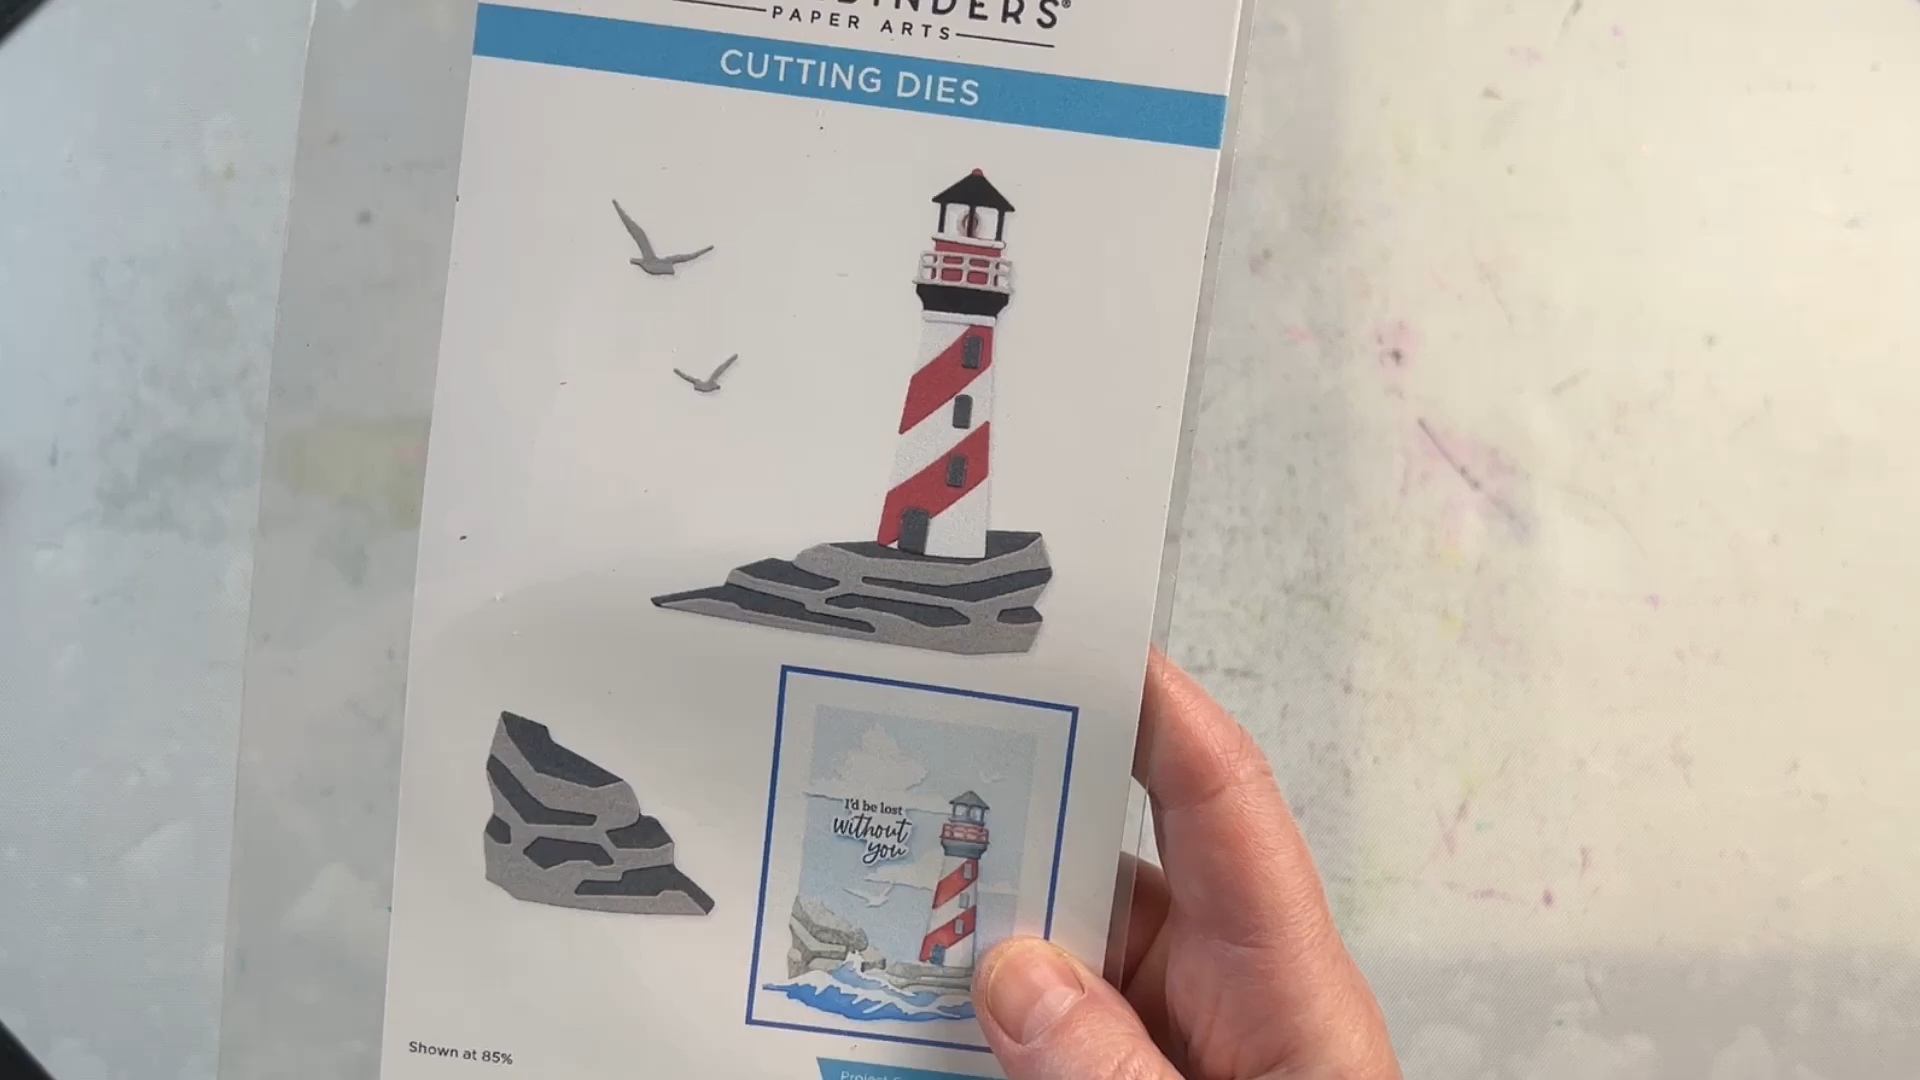 PAPER ARTS
CUTTING DIES
I'd be lost
without
you
Shown at 85%